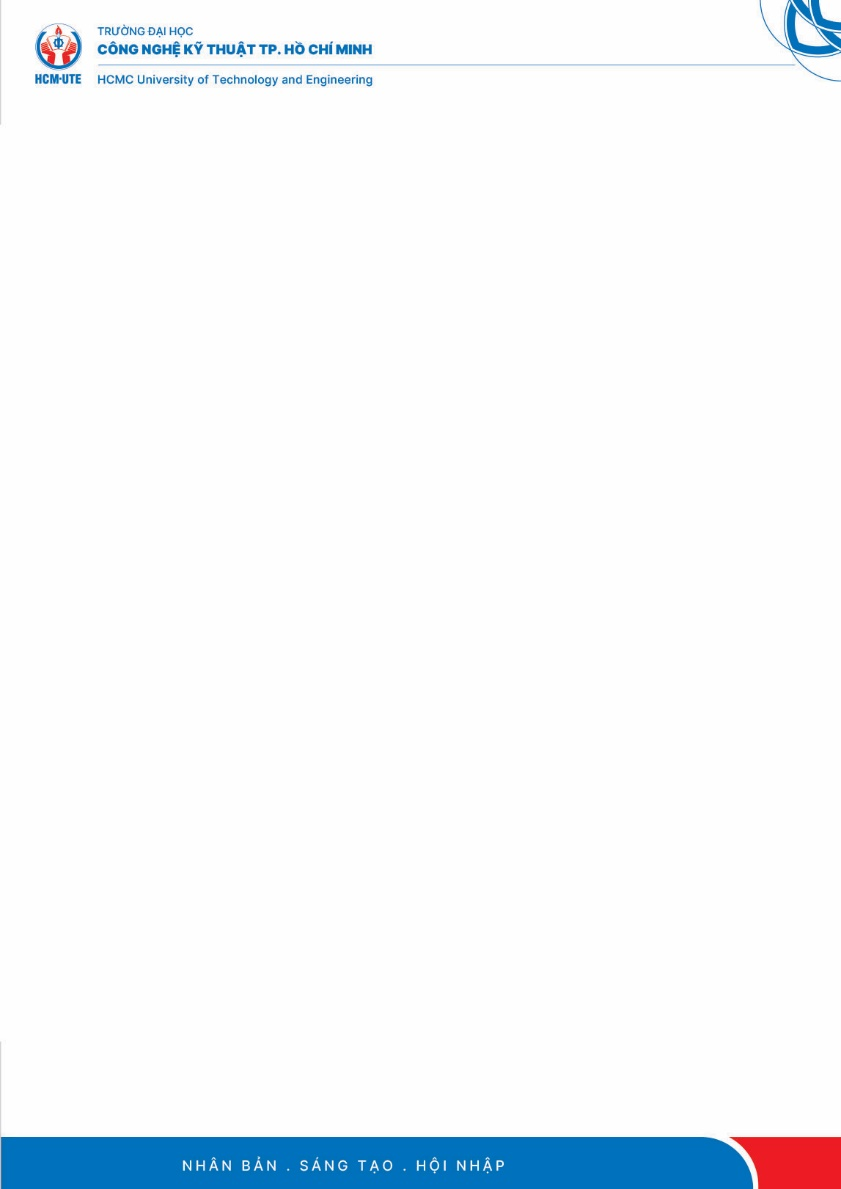 TRƯỜNG ĐẠI HỌC
CÔNG NGHỆ KỸ THUẬT TP. HỒ CHÍ MINH
HCM-UTE
HCMC University of Technology and Engineering
NHÂN BẢN . SÁNG TẠO . HỘI NHẬP